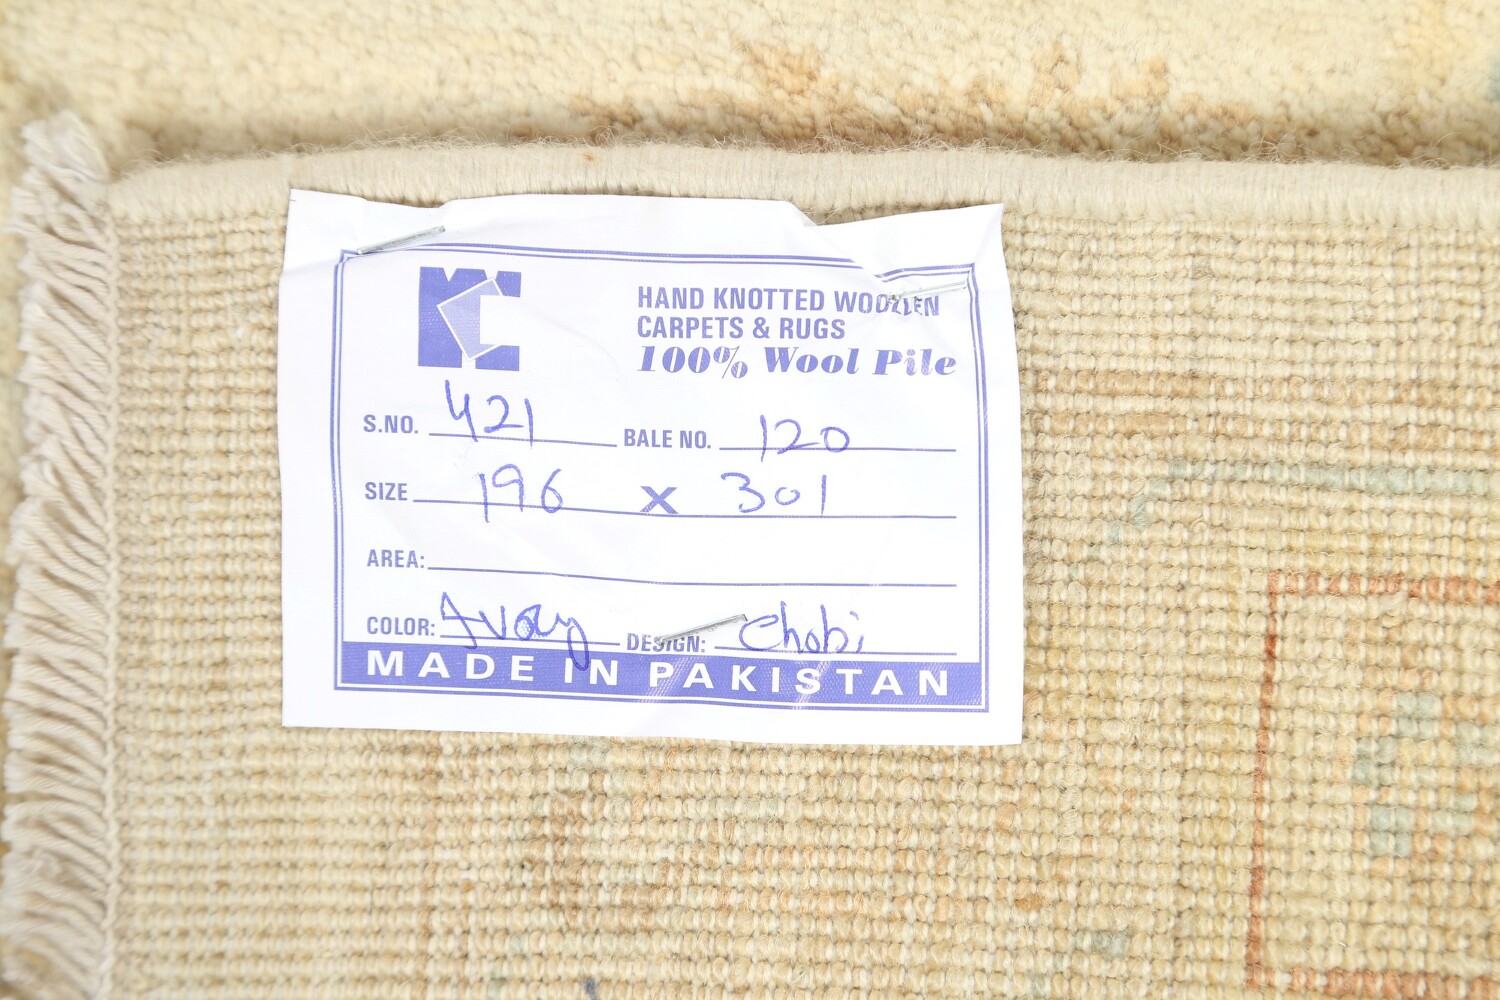 KC
HAND KNOTTED WOOLLEN
CARPETS & RUGS
100% Wool Pile
S.NO. 421 BALE NO. 120
SIZE 196 X 301
AREA:
COLOR: Ivory DESIGN: Chobi
MADE IN PAKISTAN